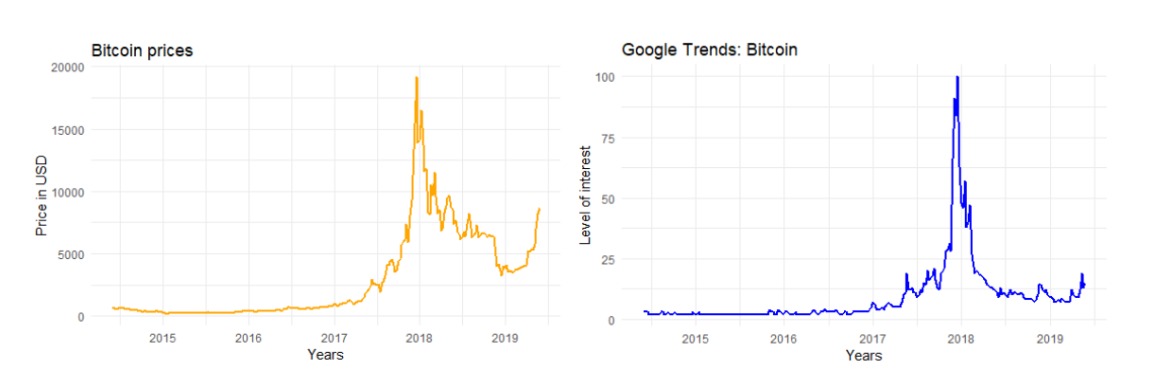 Bitcoin prices
20000
15000
10000
5000
0
Price in USD
2015 2016 2017 2018 2019
Years
Google Trends: Bitcoin
100
75
50
25
0
Level of interest
2015 2016 2017 2018 2019
Years